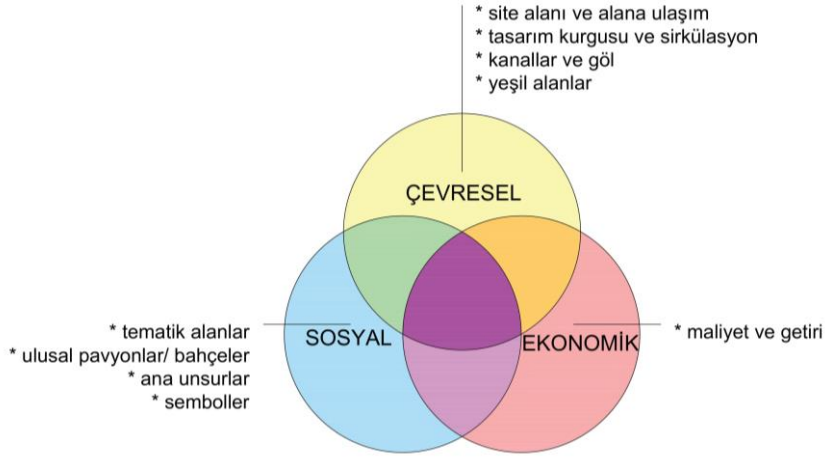 * site alanı ve alana ulaşım
* tasarım kurgusu ve sirkülasyon
* kanallar ve göl
* yeşil alanlar
ÇEVRESEL
* tematik alanlar
* ulusal pavyonlar/ bahçeler
* ana unsurlar
* semboller
SOSYAL
EKONOMİK
* maliyet ve getiri